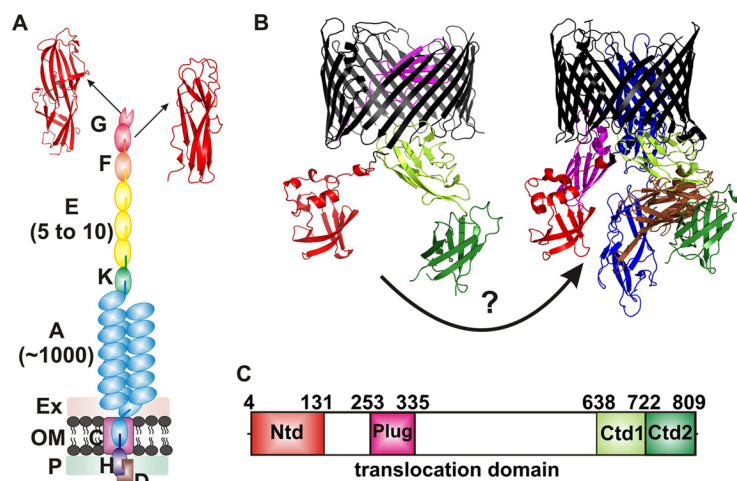 A
G
F
E
(5 to 10)
K
A
(~1000)
Ex
OM
C
P
H
D
B
?
C
4 131 253 335 638 722 809
Ntd Plug Ctd1 Ctd2
translocation domain